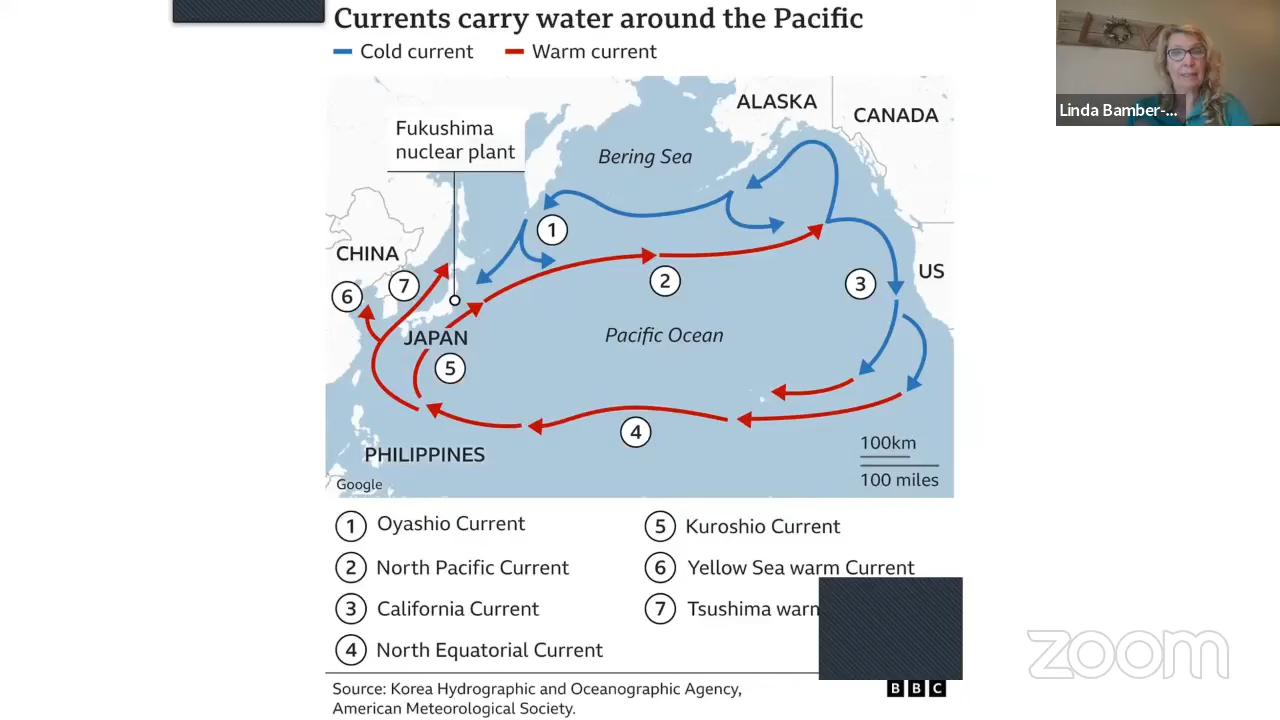 Currents carry water around the Pacific
Cold current
Warm current
ALASKA
CANADA
Fukushima
nuclear plant
Bering Sea
1
CHINA
7
6
2
3
US
JAPAN
Pacific Ocean
5
4
PHILIPPINES
100km
100 miles
Google
1 Oyashio Current
2 North Pacific Current
3 California Current
4 North Equatorial Current
5 Kuroshio Current
6 Yellow Sea warm Current
7 Tsushima warm
Source: Korea Hydrographic and Oceanographic Agency,
American Meteorological Society.
BBC
Linda Bamber-...
zoom